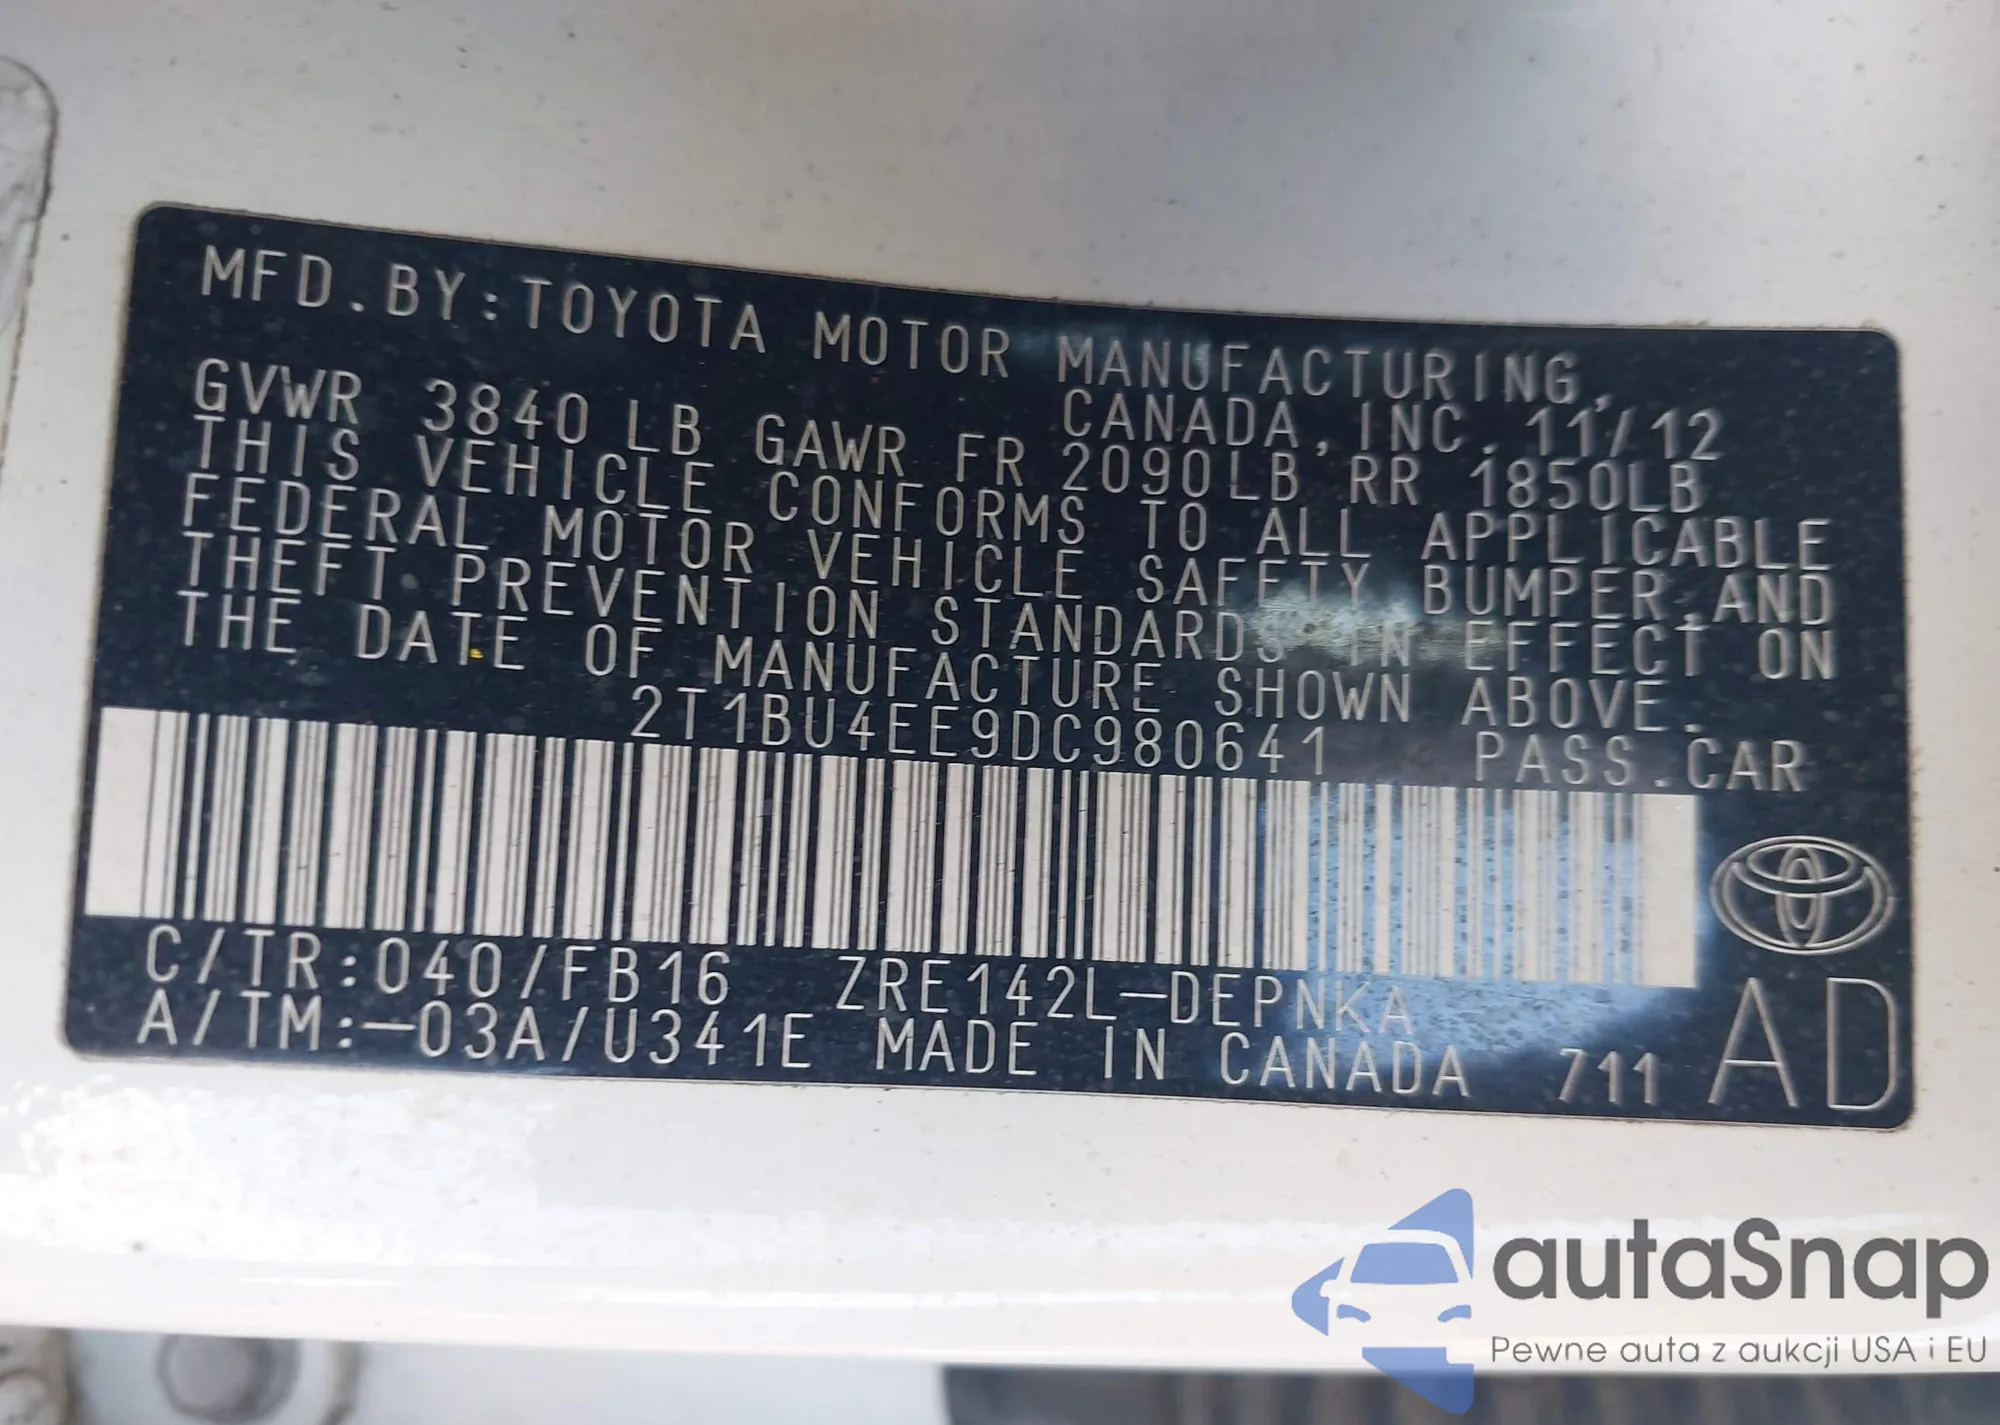 MFD.BY:TOYOTA MOTOR MANUFACTURING,
CANADA, INC. 11/12
GVWR 3840 LB GAWR FR 2090LB RR 1850LB
THIS VEHICLE CONFORMS TO ALL APPLICABLE
FEDERAL MOTOR VEHICLE SAFETY BUMPER,AND
THEFT PREVENTION STANDARDS IN EFFECT ON
THE DATE OF MANUFACTURE SHOWN ABOVE.
2T1BU4EE9DC980641 PASS.CAR
C/TR:040/FB16 ZRE142L-DEPNKA
A/TM:-03A/U341E MADE IN CANADA 711 AD
autaSnap
Pewne auta z aukcji USA i EU